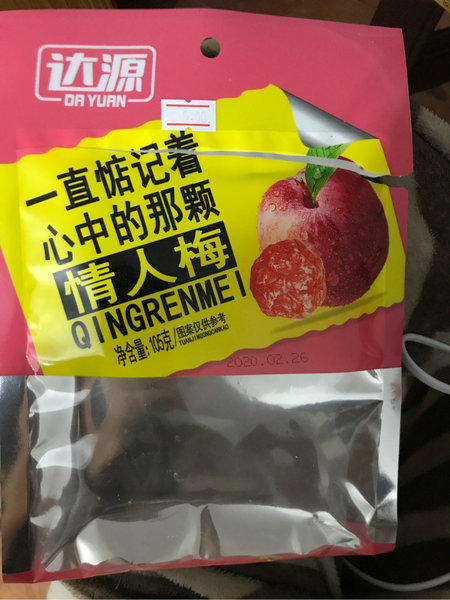 达源
DA YUAN
一直惦记着
心中的那颗
情人梅
QINGRENMEI
净含量:105克/图案仅供参考
TUANJINGONGCANKAO
2020.02.26